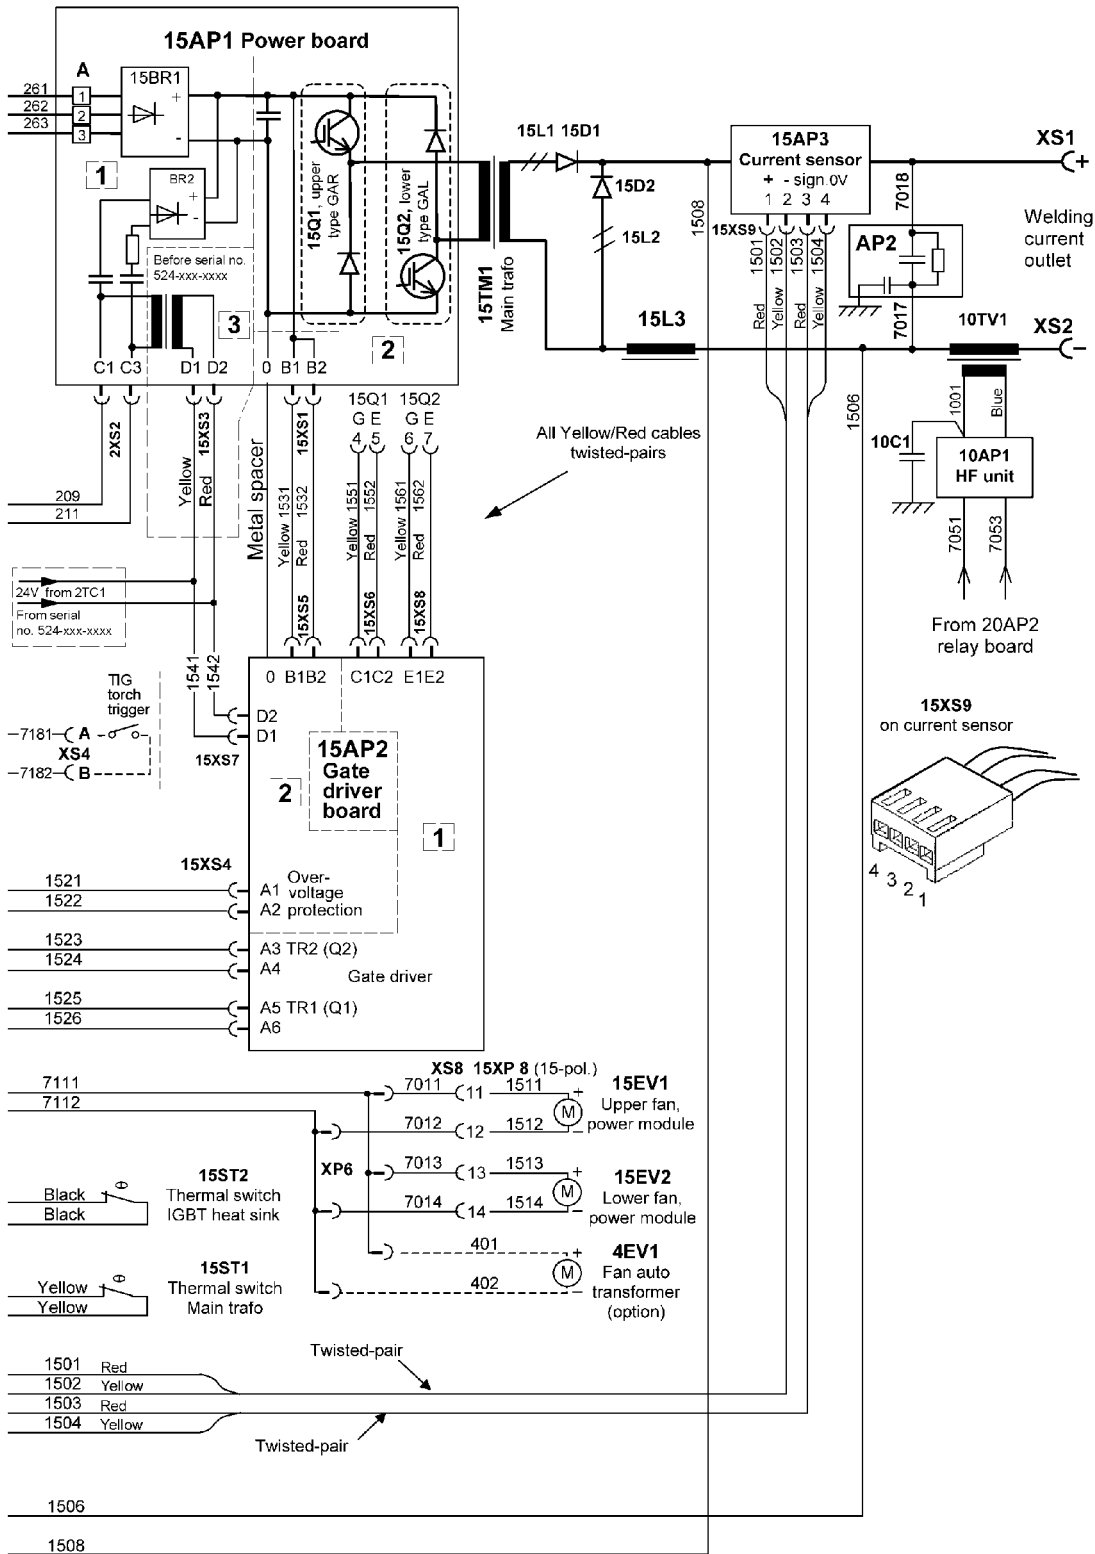 15AP1 Power board
A
261
1
262
2
263
3
15BR1
+
-
1
BR2
+
-
15Q1, upper
type GAR
15Q2, lower
type GAL
Before serial no.
524-xxx-xxxx
3
2
C1 C3 D1 D2 0 B1 B2
15TM1
Main trafo
15L1 15D1
15D2
15L2
15L3
1508
15AP3
Current sensor
+ - sign.0V
1 2 3 4
15XS9
1501
1502
1503
1504
Red
Yellow
Red
Yellow
7018
AP2
7017
XS1
+
Welding
current
outlet
10TV1
XS2
-
1506
1001
Blue
10C1
10AP1
HF unit
7051
7053
From 20AP2
relay board
2XS2
15XS3
Yellow
Red
209
211
Metal spacer
15XS1
Yellow 1531
Red 1532
15XS5
15Q1 15Q2
G E G E
4 5 6 7
Yellow 1551
Red 1552
15XS6
Yellow 1561
Red 1562
15XS8
All Yellow/Red cables
twisted-pairs
24V from 2TC1
From serial
no. 524-xxx-xxxx
1541
1542
0 B1B2 C1C2 E1E2
D2
D1
15XS7
TIG
torch
trigger
7181 A
XS4
7182 B
15AP2
Gate
driver
board
2
1
15XS4
1521
1522
A1
A2
Over-
voltage
protection
1523
A3 TR2 (Q2)
1524
A4
Gate driver
1525
A5 TR1 (Q1)
1526
A6
15XS9
on current sensor
4 3 2 1
7111
7112
XS8 15XP 8 (15-pol.)
7011 11 1511 +
M
15EV1
Upper fan,
power module
7012 12 1512 -
XP6
7013 13 1513 +
M
15EV2
Lower fan,
power module
7014 14 1514 -
401 +
M
4EV1
Fan auto
transformer
(option)
402 -
Black
Black
15ST2
Thermal switch
IGBT heat sink
Yellow
Yellow
15ST1
Thermal switch
Main trafo
1501 Red
1502 Yellow
1503 Red
1504 Yellow
Twisted-pair
Twisted-pair
1506
1508